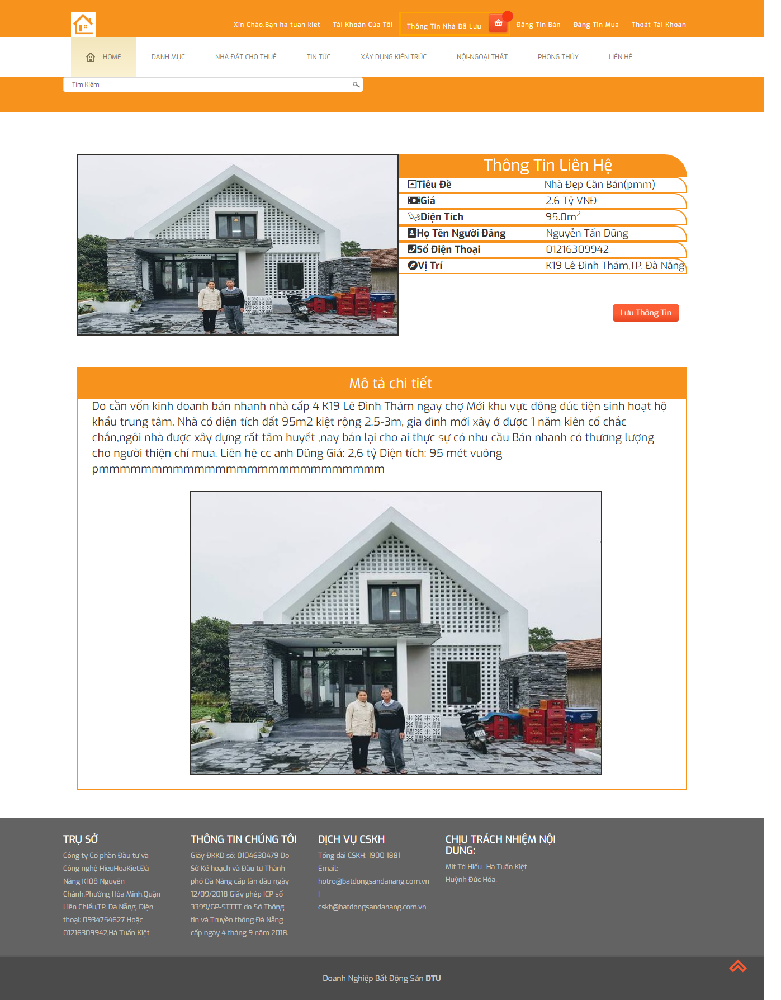 Xin Chào,Bạn ha tuan kiet Tài Khoản Của Tôi Thông Tin Nhà Đã Lưu Đăng Tin Bán Đăng Tin Mua Thoát Tài Khoản
HOME DANH MỤC NHÀ ĐẤT CHO THUÊ TIN TỨC XÂY DỰNG KIẾN TRÚC NỘI-NGOẠI THẤT PHONG THỦY LIÊN HỆ
Tìm Kiếm
Thông Tin Liên Hệ
Tiêu Đề Nhà Đẹp Cần Bán(pmm)
Giá 2.6 Tỷ VNĐ
Diện Tích 95.0m²
Họ Tên Người Đăng Nguyễn Tấn Dũng
Số Điện Thoại 01216309942
Vị Trí K19 Lê Đình Thám,TP. Đà Nẵng
Lưu Thông Tin
Mô tả chi tiết
Do cần vốn kinh doanh bán nhanh nhà cấp 4 K19 Lê Đình Thám ngay chợ Mới khu vực đông đúc tiện sinh hoạt hộ
khẩu trung tâm. Nhà có diện tích đất 95m2 kiệt rộng 2.5-3m, gia đình mới xây ở được 1 năm kiên cố chắc
chắn,ngôi nhà được xây dựng rất tâm huyết ,nay bán lại cho ai thực sự có nhu cầu Bán nhanh có thương lượng
cho người thiện chí mua. Liên hệ cc anh Dũng Giá: 2,6 tỷ Diện tích: 95 mét vuông
pmmmmmmmmmmmmmmmmmmmmmmmmmmm
TRỤ SỞ
Công ty Cổ phần Đầu tư và
Công nghệ HieuHoaKiet,Đà
Nẵng K108 Nguyễn
Chánh,Phường Hòa Minh,Quận
Liên Chiểu,TP. Đà Nẵng. Điện
thoại: 0934754627 Hoặc
01216309942,Hà Tuấn Kiệt
THÔNG TIN CHÚNG TÔI
Giấy ĐKKD số: 0104630479 Do
Sở Kế hoạch và Đầu tư Thành
phố Đà Nẵng cấp lần đầu ngày
12/09/2018 Giấy phép ICP số
3399/GP-STTTT do Sở Thông
tin và Truyền thông Đà Nẵng
cấp ngày 4 tháng 9 năm 2018.
DỊCH VỤ CSKH
Tổng đài CSKH: 1900 1881
Email:
hotro@batdongsandanang.com.vn
|
cskh@batdongsandanang.com.vn
CHỊU TRÁCH NHIỆM NỘI
DUNG:
Mít Tờ Hiếu -Hà Tuấn Kiệt-
Huỳnh Đức Hóa.
Doanh Nghiệp Bất Động Sản DTU